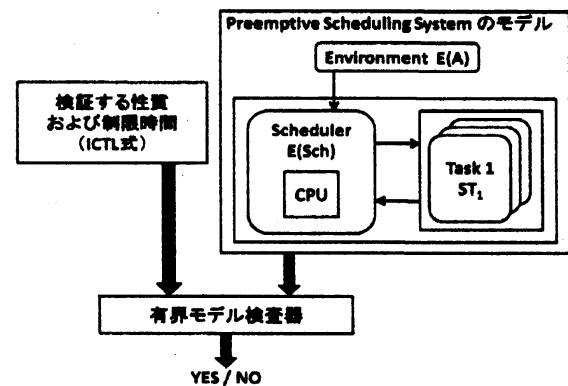 Preemptive Scheduling System のモデル
Environment E(A)
検証する性質
および制限時間
(ICTL式)
Scheduler
E(Sch)
CPU
Task 1
ST₁
有界モデル検査器
YES / NO